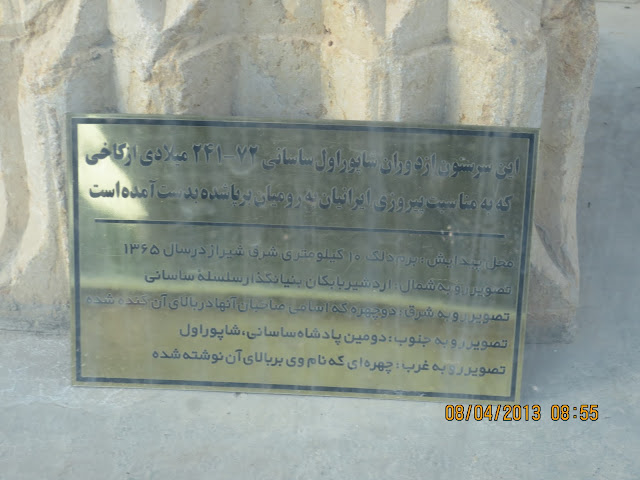 این سرستون از دوران شاپور اول ساسانی ۷۲-۲۴۱ میلادی از کاخی
که به مناسبت پیروزی ایرانیان به رومیان برپا شده بدست آمده است
محل پیدایش : برم دلک ۱۰ کیلومتری شرق شیراز در سال ۱۳۶۵
تصویر رو به شمال : اردشیر بابکان بنیانگذار سلسلهٔ ساسانی
تصویر رو به شرق : دو چهره که اسامی صاحبان آنها در بالای آن کنده شده
تصویر رو به جنوب : دومین پادشاه ساسانی ، شاپور اول
تصویر رو به غرب : چهره‌ای که نام وی بر بالای آن نوشته شده
08/04/2013 08:55